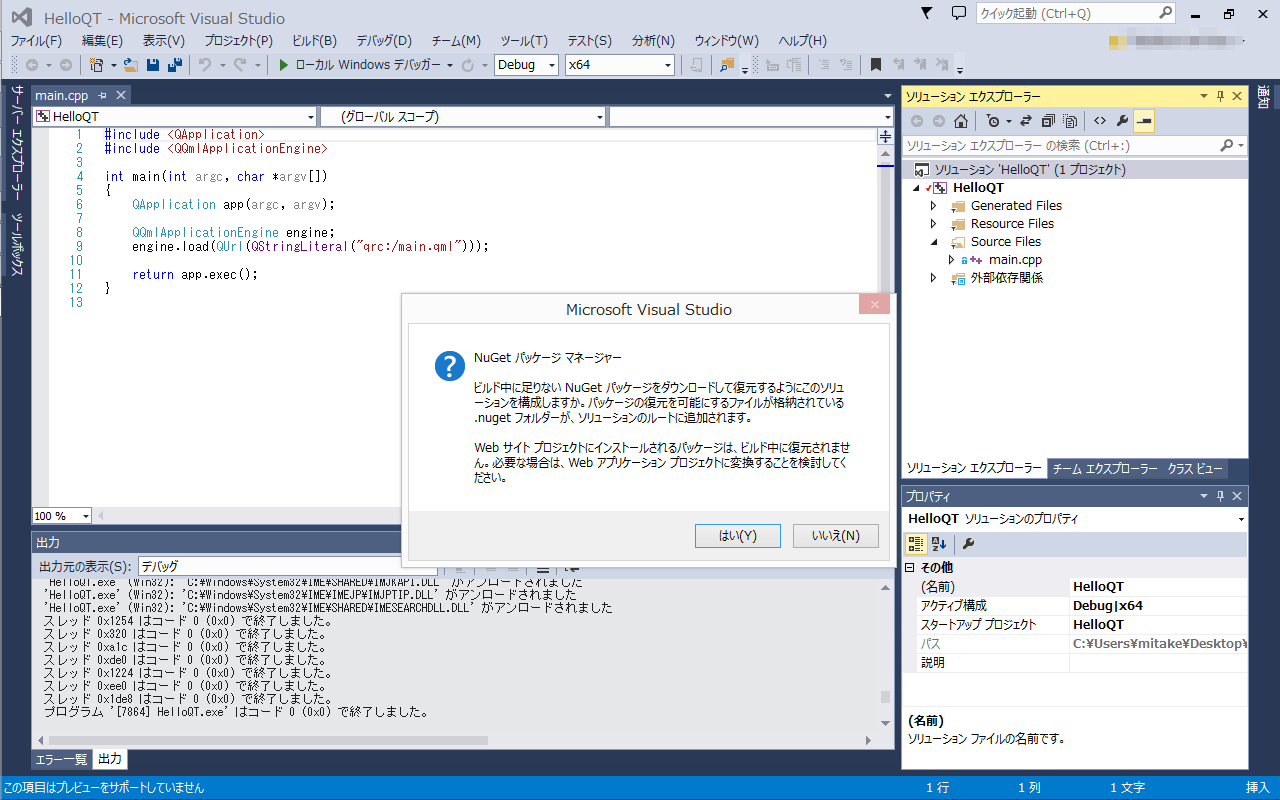 HelloQT - Microsoft Visual Studio
クイック起動 (Ctrl+Q)
ファイル(F) 編集(E) 表示(V) プロジェクト(P) ビルド(B) デバッグ(D) チーム(M) ツール(T) テスト(S) 分析(N) ウィンドウ(W) ヘルプ(H)
ローカル Windows デバッガー Debug x64
サーバー エクスプローラー
ツールボックス
main.cpp
HelloQT (グローバル スコープ)
1 #include <QApplication>
2 #include <QQmlApplicationEngine>
3
4 int main(int argc, char *argv[])
5 {
6 QApplication app(argc, argv);
7
8 QQmlApplicationEngine engine;
9 engine.load(QUrl(QStringLiteral("qrc:/main.qml")));
10
11 return app.exec();
12 }
13
100 %
Microsoft Visual Studio
NuGet パッケージ マネージャー
ビルド中に足りない NuGet パッケージをダウンロードして復元するようにこのソリュ
ーションを構成しますか。パッケージの復元を可能にするファイルが格納されている
.nuget フォルダーが、ソリューションのルートに追加されます。
Web サイト プロジェクトにインストールされるパッケージは、ビルド中に復元されませ
ん。必要な場合は、Web アプリケーション プロジェクトに変換することを検討してく
ださい。
はい(Y) いいえ(N)
出力
出力元の表示(S): デバッグ
'HelloQT.exe' (Win32): 'C:¥Windows¥System32¥IME¥SHARED¥IMJKAPI.DLL' がアンロードされました
'HelloQT.exe' (Win32): 'C:¥Windows¥System32¥IME¥IMEJP¥IMJPTIP.DLL' がアンロードされました
'HelloQT.exe' (Win32): 'C:¥Windows¥System32¥IME¥SHARED¥IMESEARCHDLL.DLL' がアンロードされました
スレッド 0x1254 はコード 0 (0x0) で終了しました。
スレッド 0x820 はコード 0 (0x0) で終了しました。
スレッド 0xa1c はコード 0 (0x0) で終了しました。
スレッド 0xde0 はコード 0 (0x0) で終了しました。
スレッド 0x1224 はコード 0 (0x0) で終了しました。
スレッド 0xee0 はコード 0 (0x0) で終了しました。
スレッド 0x1de8 はコード 0 (0x0) で終了しました。
プログラム '[7864] HelloQT.exe' はコード 0 (0x0) で終了しました。
エラー一覧 出力
ソリューション エクスプローラー
ソリューション エクスプローラー の検索 (Ctrl+:)
ソリューション 'HelloQT' (1 プロジェクト)
HelloQT
Generated Files
Resource Files
Source Files
main.cpp
外部依存関係
ソリューション エクスプローラー チーム エクスプローラー クラス ビュー
プロパティ
HelloQT ソリューションのプロパティ
その他
(名前) HelloQT
アクティブ構成 Debug|x64
スタートアップ プロジェクト HelloQT
パス C:¥Users¥mitake¥Desktop¥
説明
(名前)
ソリューション ファイルの名前です。
通知
この項目はプレビューをサポートしていません 1 行 1 列 1 文字 挿入